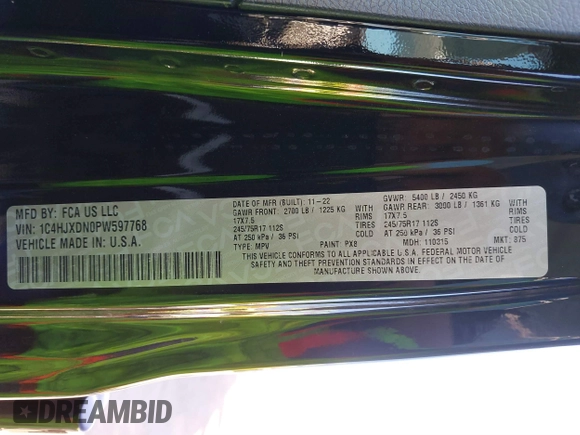 MFD BY: FCA US LLC
VIN: 1C4HJXDN0PW597768
VEHICLE MADE IN U.S.A.
DATE OF MFR (BUILT): 11-22
GAWR FRONT: 2700 LB / 1225 KG WITH
17X7.5
245/75R17 112S TIRES
AT 250 kPa / 36 PSI COLD
TYPE: MPV PAINT: PX8
GVWR: 5400 LB / 2450 KG
GAWR REAR: 3000 LB / 1361 KG WITH
17X7.5
245/75R17 112S TIRES
AT 250 kPa / 36 PSI COLD
MDH: 110315 MKT: 875
THIS VEHICLE CONFORMS TO ALL APPLICABLE U.S.A. FEDERAL MOTOR VEHICLE
SAFETY AND THEFT PREVENTION STANDARDS IN EFFECT ON THE DATE OF
MANUFACTURE SHOWN ABOVE.
DREAMBID